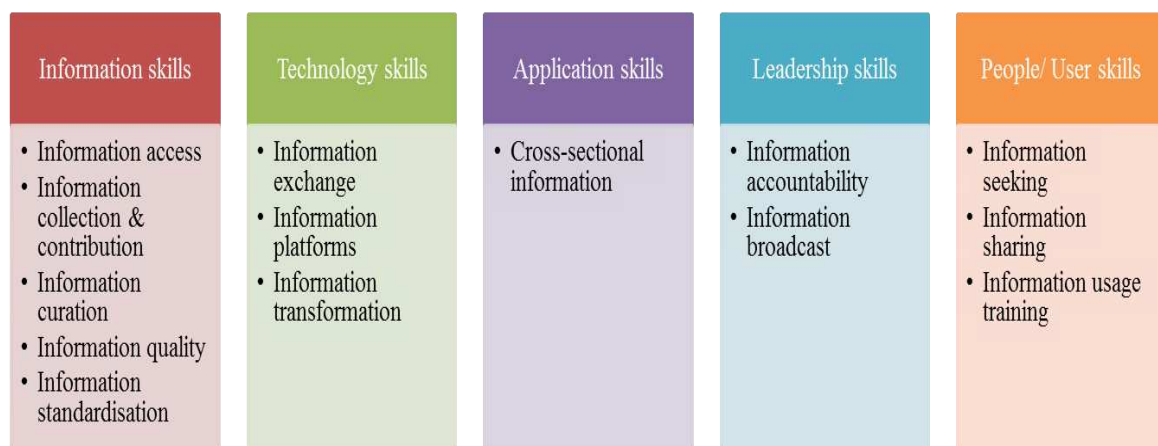 Information skills
• Information access
• Information
collection &
contribution
• Information
curation
• Information quality
• Information
standardisation
Technology skills
• Information
exchange
• Information
platforms
• Information
transformation
Application skills
• Cross-sectional
information
Leadership skills
• Information
accountability
• Information
broadcast
People/ User skills
• Information
seeking
• Information
sharing
• Information usage
training